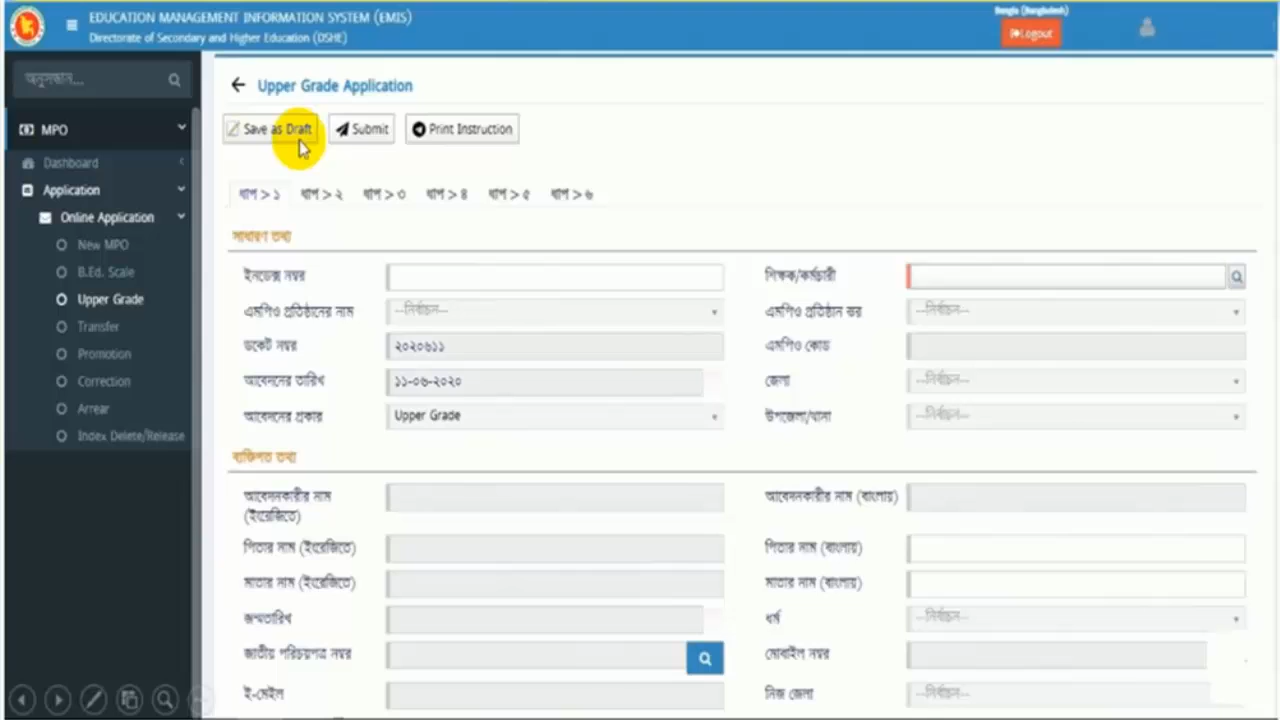 EDUCATION MANAGEMENT INFORMATION SYSTEM (EMIS)
Directorate of Secondary and Higher Education (DSHE)
Bangla (Bangladesh)
Logout
অনুসন্ধান...
MPO
Dashboard
Application
Online Application
New MPO
B.Ed. Scale
Upper Grade
Transfer
Promotion
Correction
Arrear
Index Delete/Release
Upper Grade Application
Save as Draft
Submit
Print Instruction
ধাপ > ১ ধাপ > ২ ধাপ > ৩ ধাপ > ৪ ধাপ > ৫ ধাপ > ৬
সাধারণ তথ্য
ইনডেক্স নম্বর
শিক্ষক/কর্মচারী
এমপিও প্রতিষ্ঠানের নাম --নির্বাচন--
এমপিও প্রতিষ্ঠান স্তর --নির্বাচন--
ডকেট নম্বর ২০২০৬১১
এমপিও কোড
আবেদনের তারিখ ১১-০৬-২০২০
জেলা --নির্বাচন--
আবেদনের প্রকার Upper Grade
উপজেলা/থানা --নির্বাচন--
ব্যক্তিগত তথ্য
আবেদনকারীর নাম
(ইংরেজিতে)
আবেদনকারীর নাম (বাংলায়)
পিতার নাম (ইংরেজিতে)
পিতার নাম (বাংলায়)
মাতার নাম (ইংরেজিতে)
মাতার নাম (বাংলায়)
জন্মতারিখ
ধর্ম --নির্বাচন--
জাতীয় পরিচয়পত্র নম্বর
মোবাইল নম্বর
ই-মেইল
নিজ জেলা --নির্বাচন--